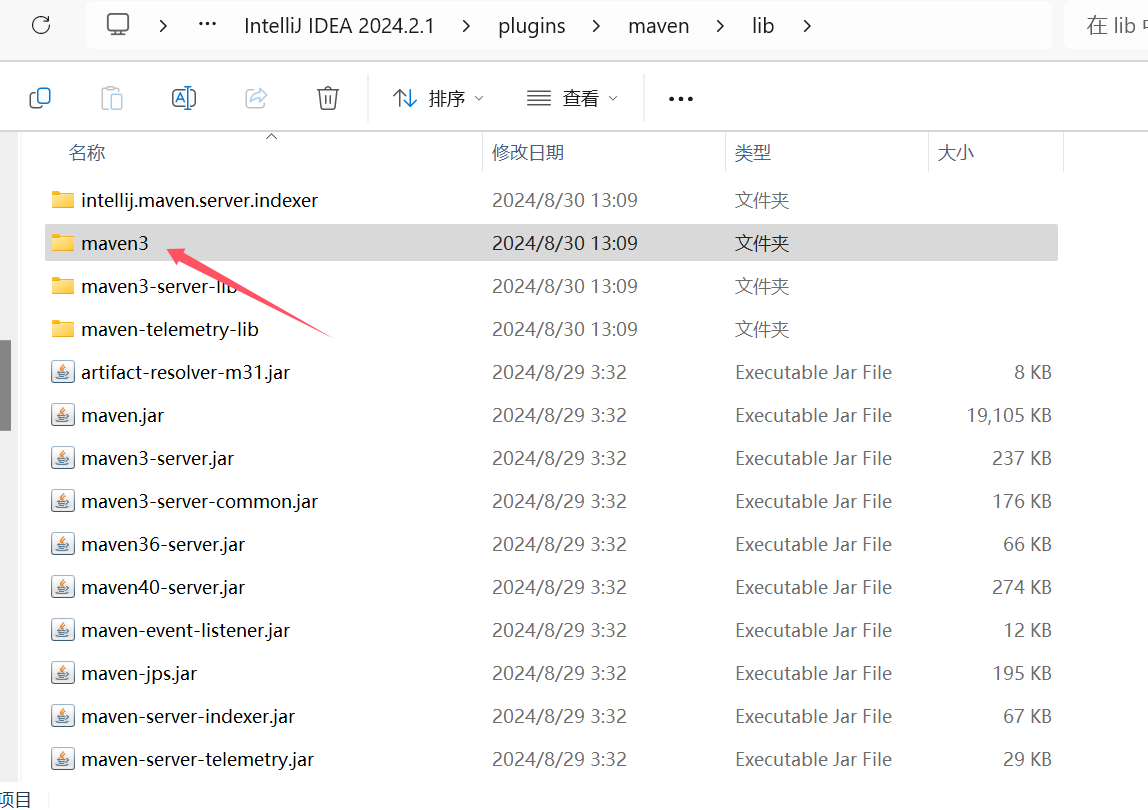 IntelliJ IDEA 2024.2.1 plugins maven lib 在 lib
排序 查看
名称 修改日期 类型 大小
intellij.maven.server.indexer 2024/8/30 13:09 文件夹
maven3 2024/8/30 13:09 文件夹
maven3-server-lib 2024/8/30 13:09 文件夹
maven-telemetry-lib 2024/8/30 13:09 文件夹
artifact-resolver-m31.jar 2024/8/29 3:32 Executable Jar File 8 KB
maven.jar 2024/8/29 3:32 Executable Jar File 19,105 KB
maven3-server.jar 2024/8/29 3:32 Executable Jar File 237 KB
maven3-server-common.jar 2024/8/29 3:32 Executable Jar File 176 KB
maven36-server.jar 2024/8/29 3:32 Executable Jar File 66 KB
maven40-server.jar 2024/8/29 3:32 Executable Jar File 274 KB
maven-event-listener.jar 2024/8/29 3:32 Executable Jar File 12 KB
maven-jps.jar 2024/8/29 3:32 Executable Jar File 195 KB
maven-server-indexer.jar 2024/8/29 3:32 Executable Jar File 67 KB
maven-server-telemetry.jar 2024/8/29 3:32 Executable Jar File 29 KB
项目